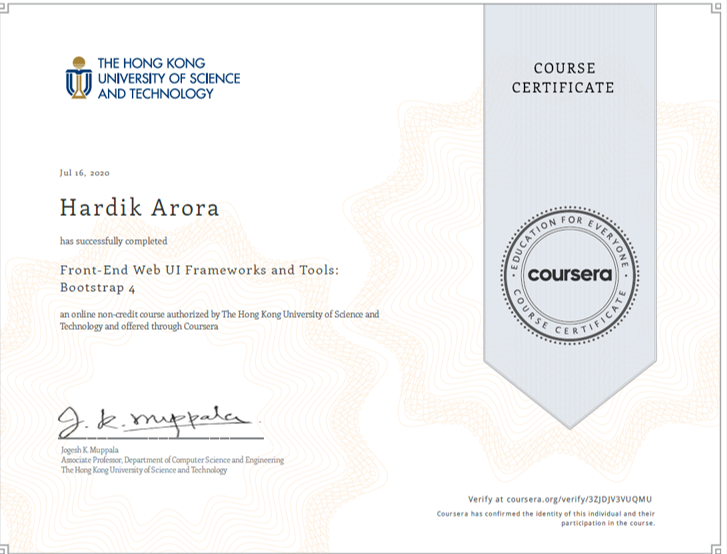 THE HONG KONG
UNIVERSITY OF SCIENCE
AND TECHNOLOGY
COURSE
CERTIFICATE
Jul 16, 2020
Hardik Arora
has successfully completed
Front-End Web UI Frameworks and Tools:
Bootstrap 4
an online non-credit course authorized by The Hong Kong University of Science and
Technology and offered through Coursera
EDUCATION FOR EVERYONE
coursera
COURSE CERTIFICATE
J. K. Muppala
Jogesh K. Muppala
Associate Professor, Department of Computer Science and Engineering
The Hong Kong University of Science and Technology
Verify at coursera.org/verify/3ZJDJV3VUQMU
Coursera has confirmed the identity of this individual and their
participation in the course.